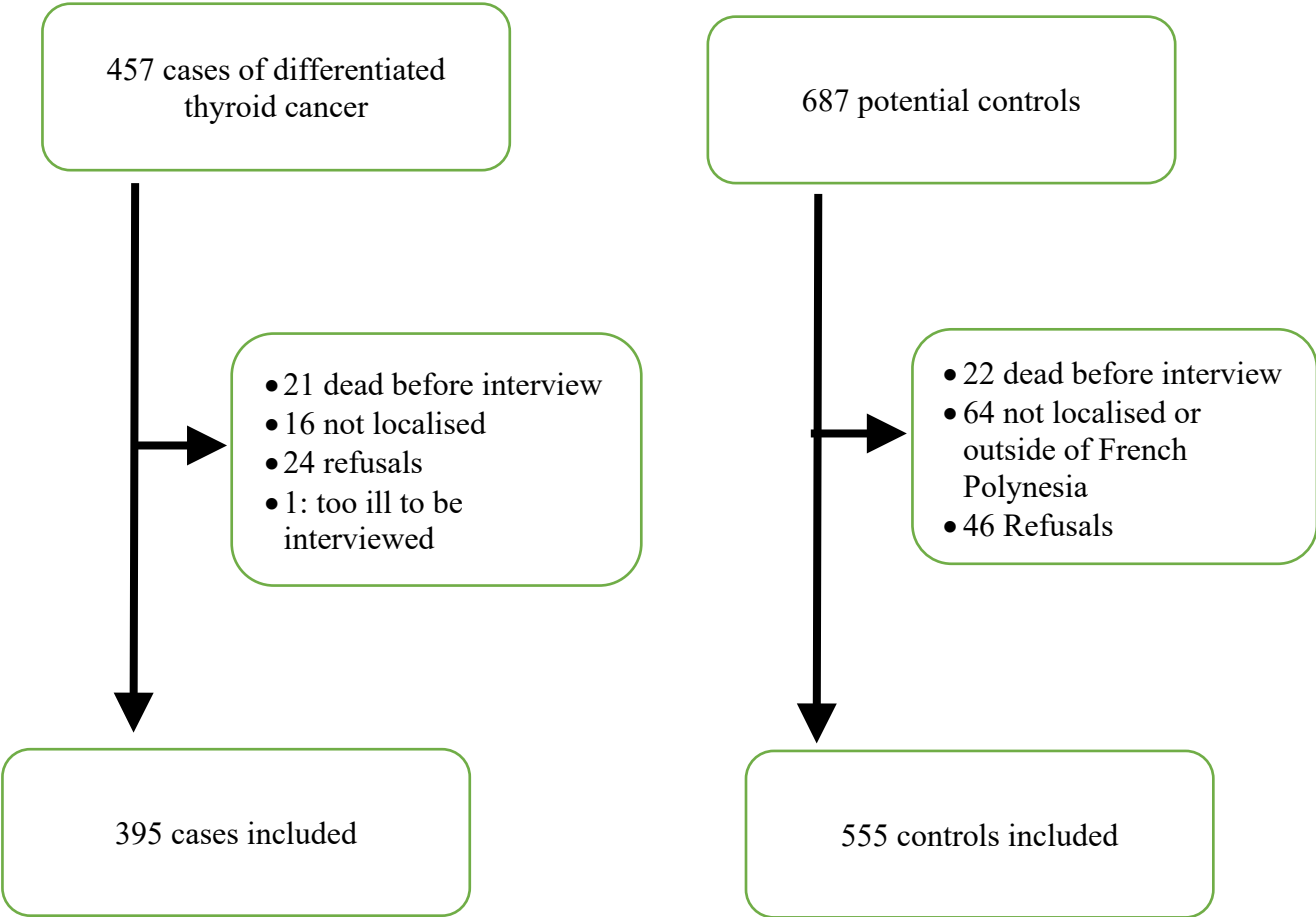 457 cases of differentiated
thyroid cancer
687 potential controls
• 21 dead before interview
• 16 not localised
• 24 refusals
• 1: too ill to be
interviewed
• 22 dead before interview
• 64 not localised or
outside of French
Polynesia
• 46 Refusals
395 cases included
555 controls included